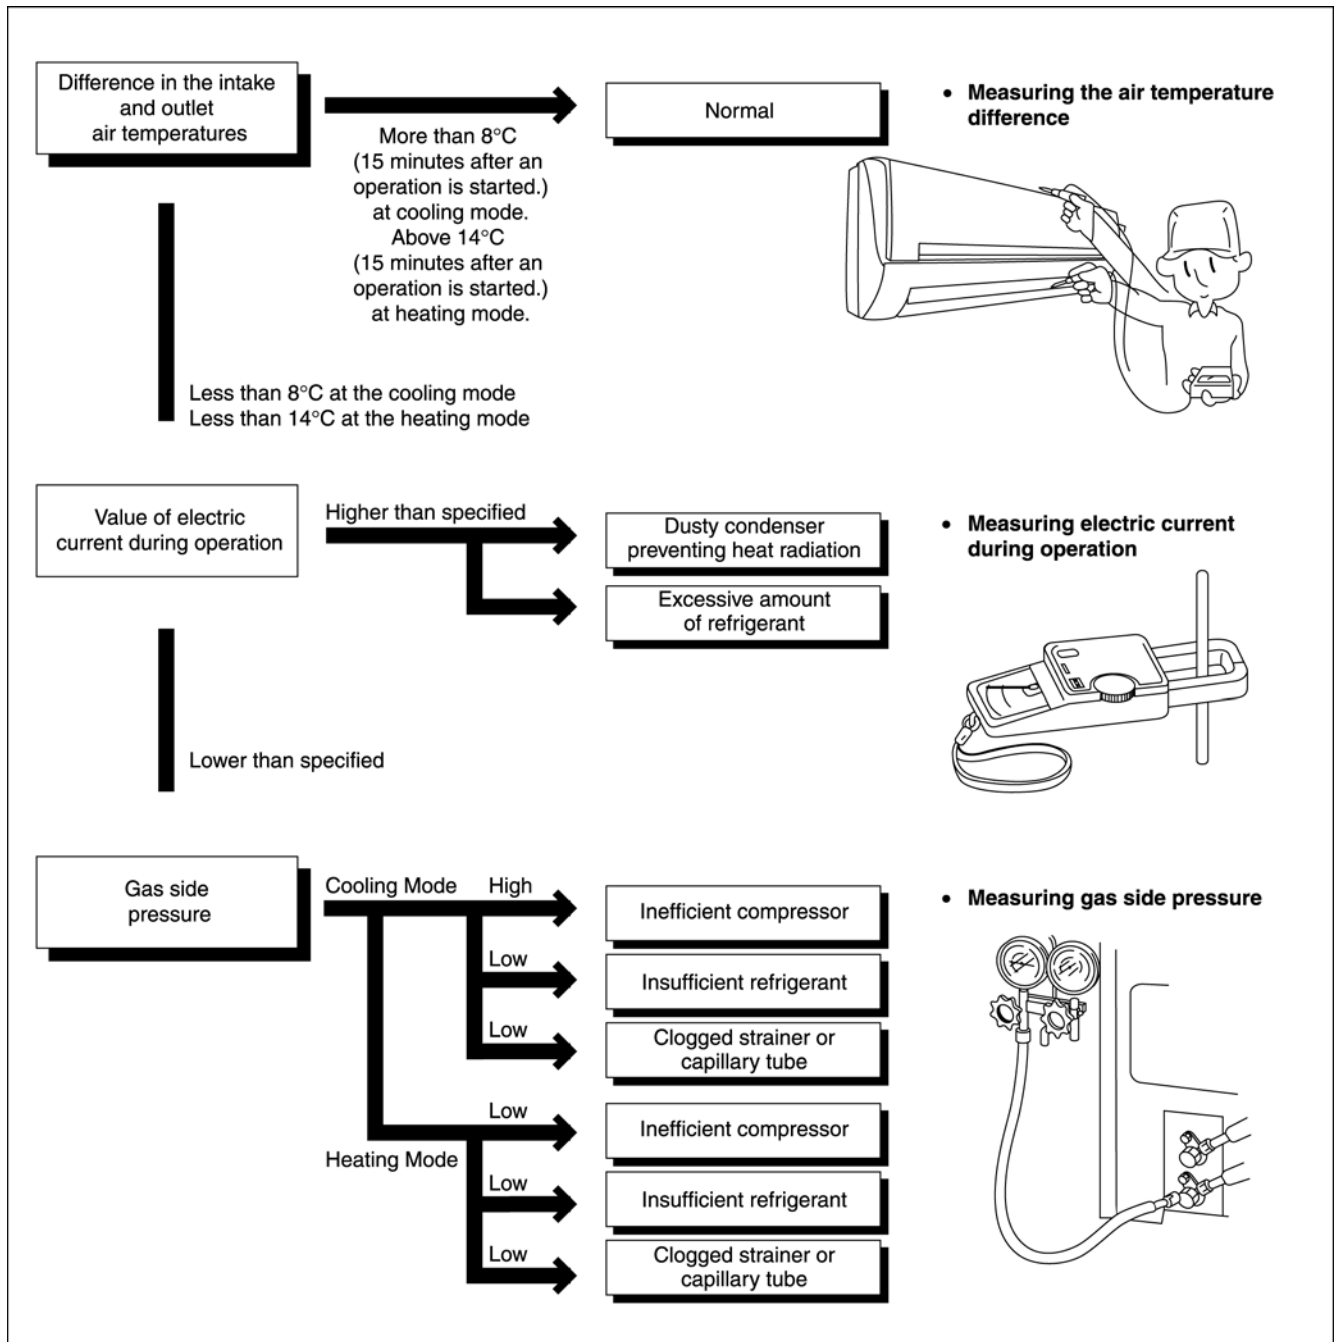 Difference in the intake
and outlet
air temperatures
More than 8°C
(15 minutes after an
operation is started.)
at cooling mode.
Above 14°C
(15 minutes after an
operation is started.)
at heating mode.
Normal
• Measuring the air temperature
difference
Less than 8°C at the cooling mode
Less than 14°C at the heating mode
Value of electric
current during operation
Higher than specified
Dusty condenser
preventing heat radiation
Excessive amount
of refrigerant
• Measuring electric current
during operation
Lower than specified
Gas side
pressure
Cooling Mode
High
Inefficient compressor
Low
Insufficient refrigerant
Low
Clogged strainer or
capillary tube
Heating Mode
Low
Inefficient compressor
Low
Insufficient refrigerant
Low
Clogged strainer or
capillary tube
• Measuring gas side pressure